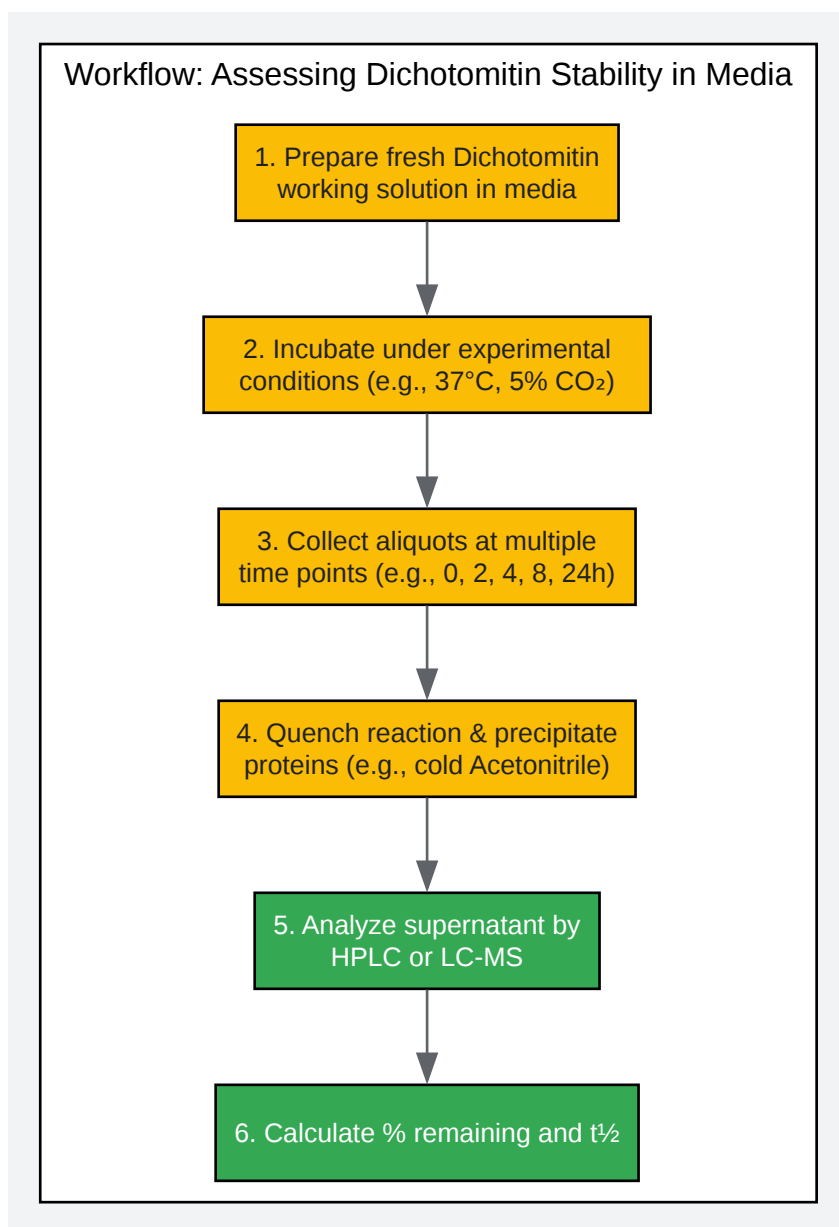 Workflow: Assessing Dichotomitin Stability in Media
1. Prepare fresh Dichotomitin
working solution in media
2. Incubate under experimental
conditions (e.g., 37°C, 5% CO₂)
3. Collect aliquots at multiple
time points (e.g., 0, 2, 4, 8, 24h)
4. Quench reaction & precipitate
proteins (e.g., cold Acetonitrile)
5. Analyze supernatant by
HPLC or LC-MS
6. Calculate % remaining and t½